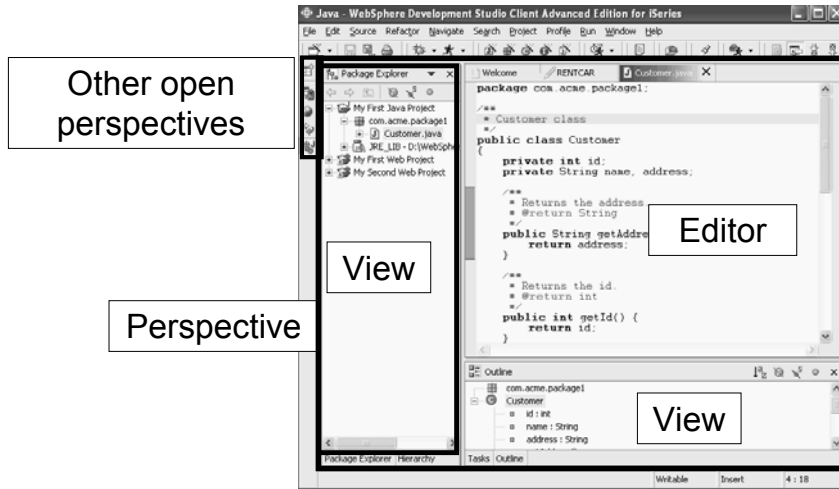 Java - WebSphere Development Studio Client Advanced Edition for iSeries
File Edit Source Refactor Navigate Search Project Profile Run Window Help
Other open
perspectives
Package Explorer
My First Java Project
com.acme.package1
Customer.java
JRE_LIB - D:\WebSphe
My First Web Project
My Second Web Project
View
Perspective
Package Explorer Hierarchy
Welcome RENTCAR Customer.java
package com.acme.package1;
/**
* Customer class
*/
public class Customer
{
private int id;
private String name, address;
/**
* Returns the address.
* @return String
*/
public String getAddre
return address;
}
/**
* Returns the id.
* @return int
*/
public int getId() {
return id;
}
Editor
Outline
com.acme.package1
Customer
id : int
name : String
address : String
View
Tasks Outline
Writable Insert 4 : 18